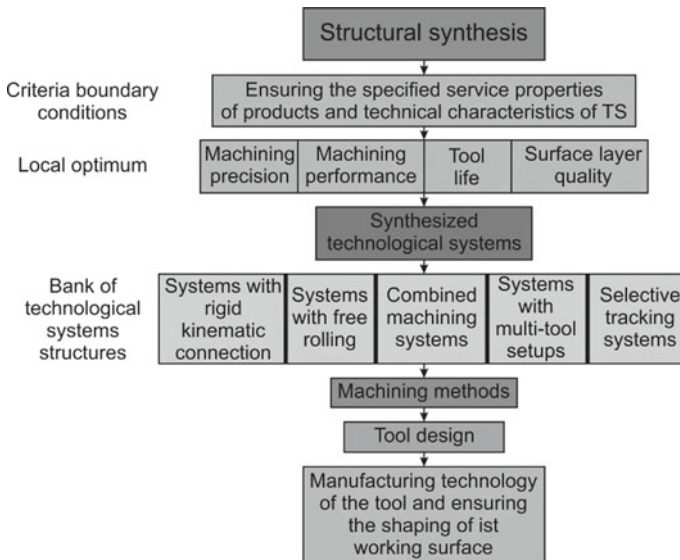 Structural synthesis
Criteria boundary
conditions
Ensuring the specified service properties
of products and technical characteristics of TS
Local optimum
Machining
precision
Machining
performance
Tool
life
Surface layer
quality
Synthesized
technological systems
Bank of
technological
systems
structures
Systems with
rigid
kinematic
connection
Systems
with free
rolling
Combined
machining
systems
Systems
with
multi-tool
setups
Selective
tracking
systems
Machining methods
Tool design
Manufacturing technology
of the tool and ensuring
the shaping of ist
working surface